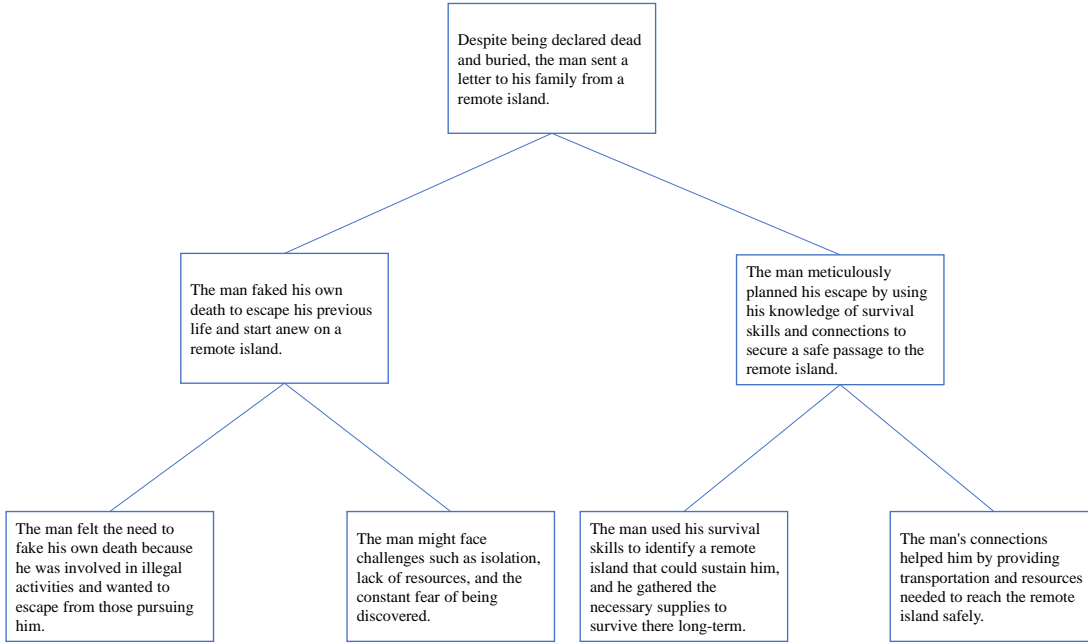 Despite being declared dead
and buried, the man sent a
letter to his family from a
remote island.
The man faked his own
death to escape his previous
life and start anew on a
remote island.
The man meticulously
planned his escape by using
his knowledge of survival
skills and connections to
secure a safe passage to the
remote island.
The man felt the need to
fake his own death because
he was involved in illegal
activities and wanted to
escape from those pursuing
him.
The man might face
challenges such as isolation,
lack of resources, and the
constant fear of being
discovered.
The man used his survival
skills to identify a remote
island that could sustain him,
and he gathered the
necessary supplies to
survive there long-term.
The man's connections
helped him by providing
transportation and resources
needed to reach the remote
island safely.